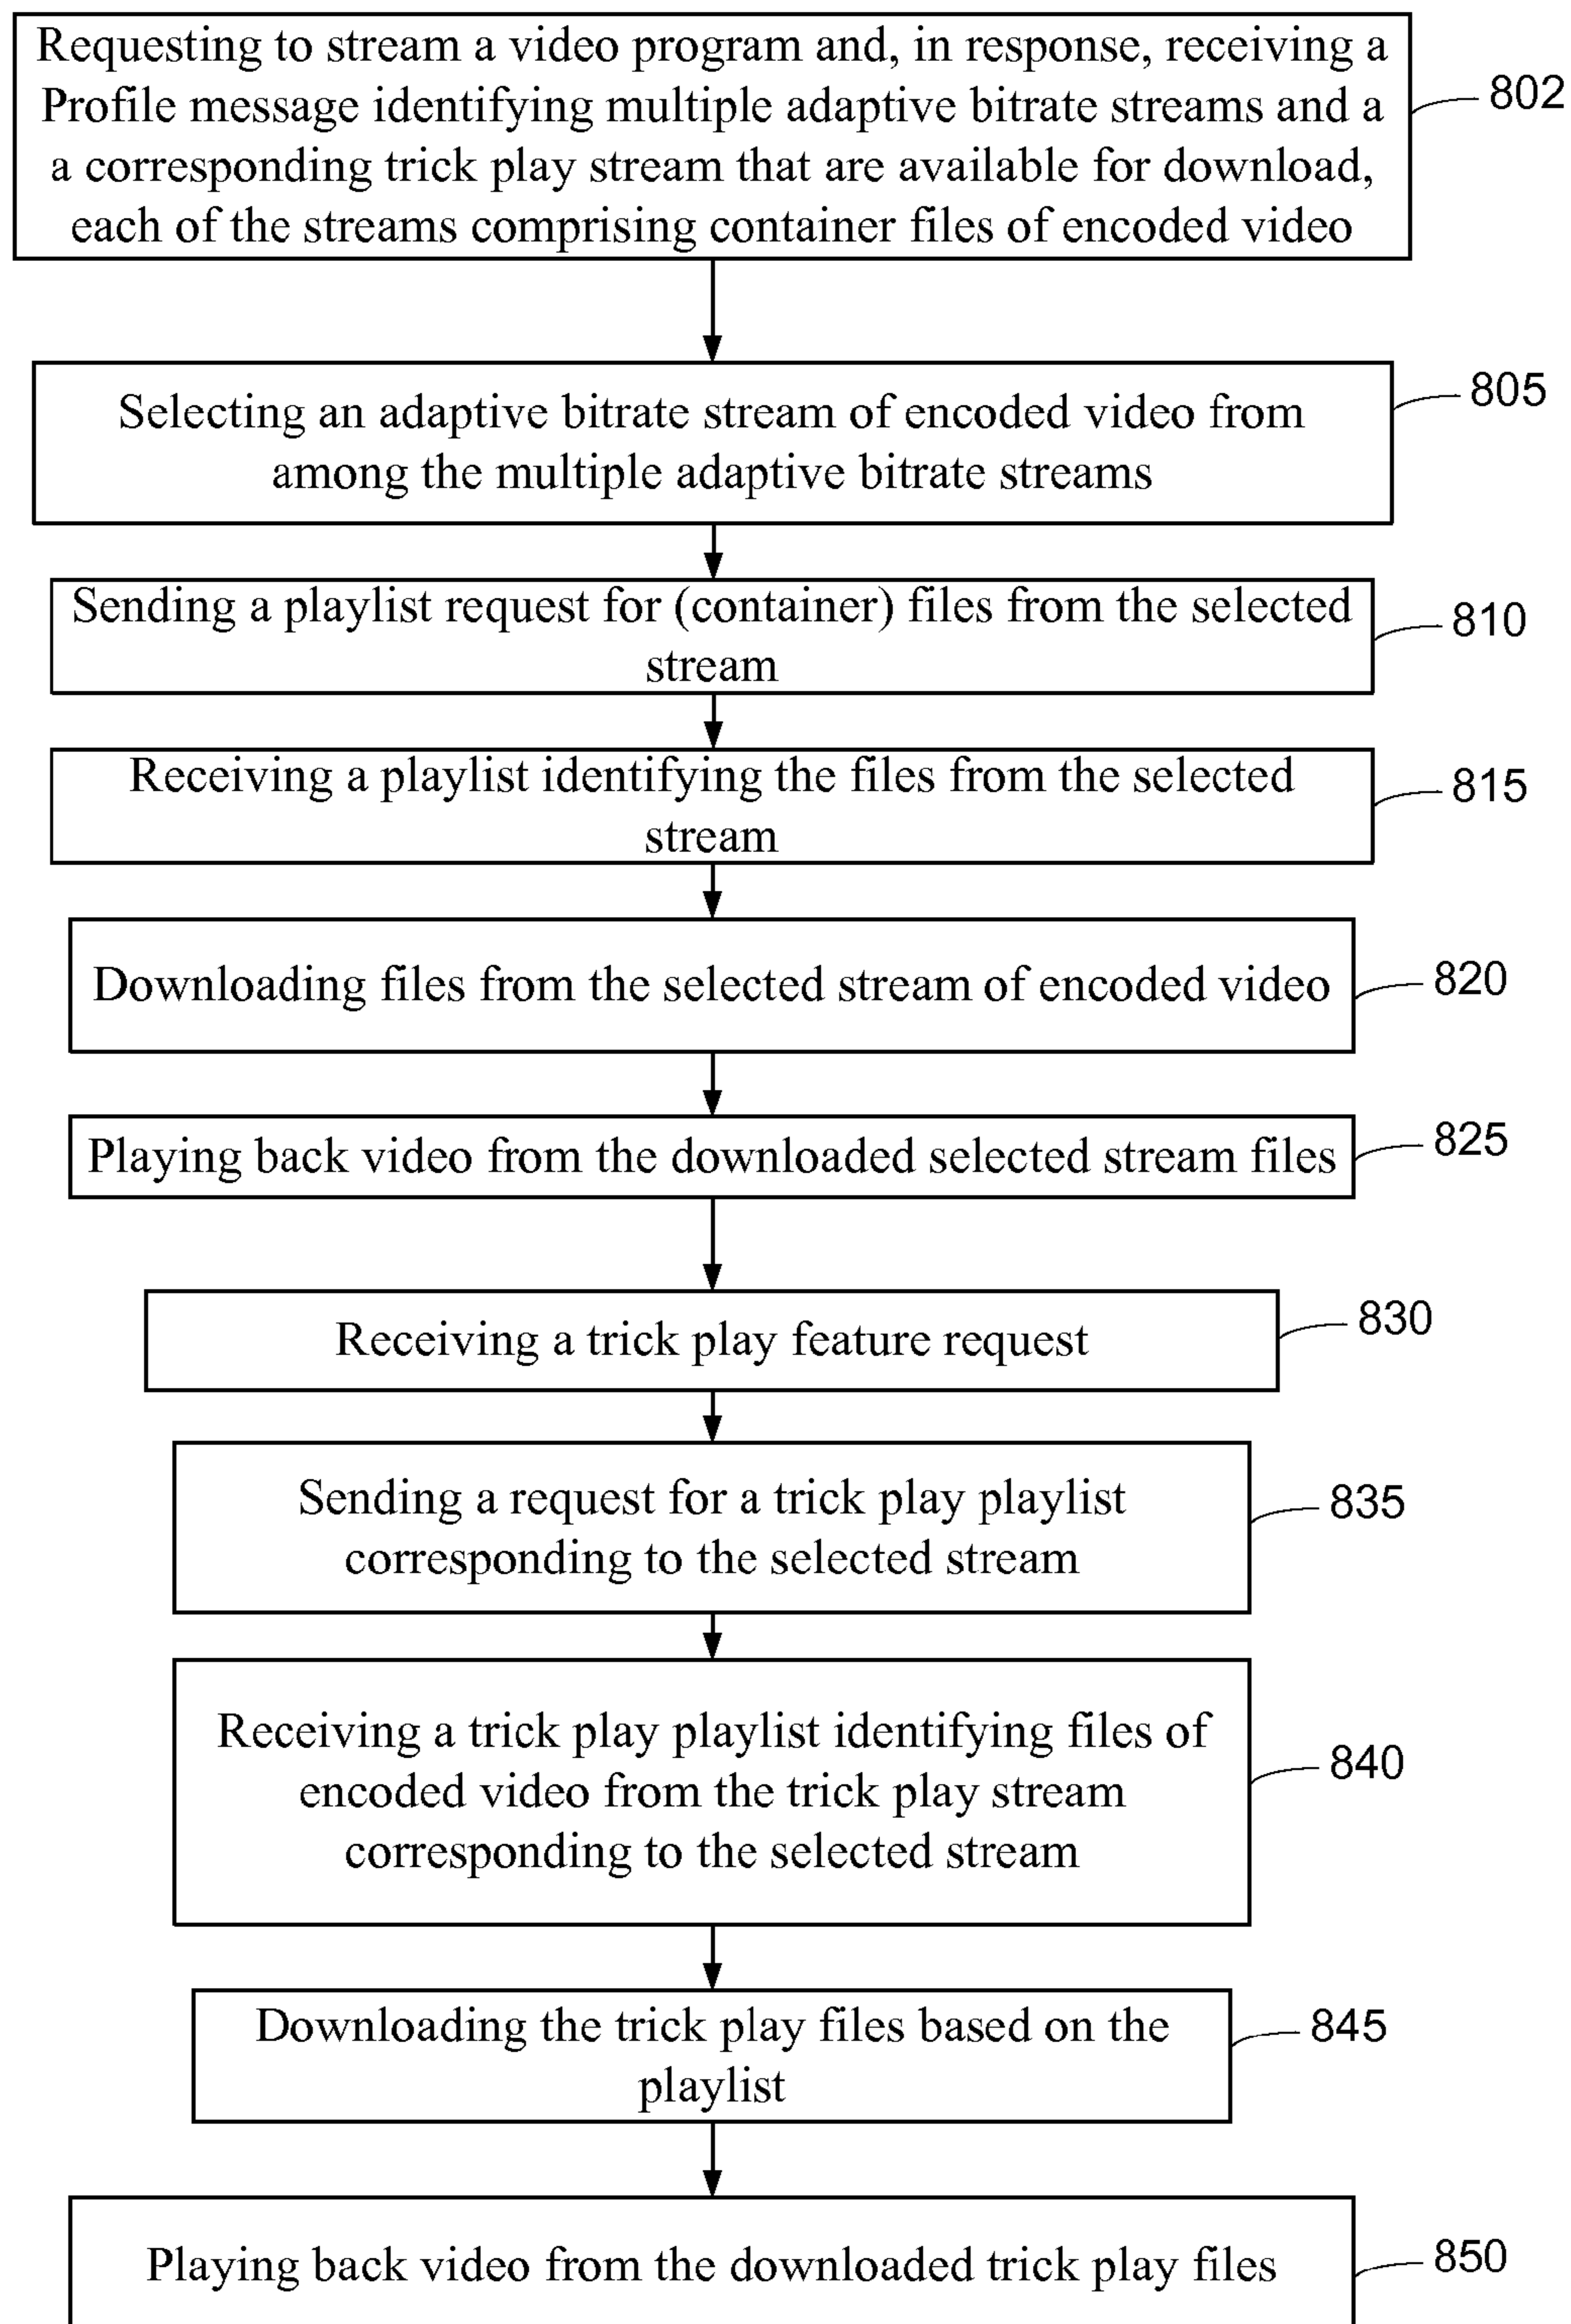 Requesting to stream a video program and, in response, receiving a
Profile message identifying multiple adaptive bitrate streams and a
a corresponding trick play stream that are available for download,
each of the streams comprising container files of encoded video
802
Selecting an adaptive bitrate stream of encoded video from
among the multiple adaptive bitrate streams
805
Sending a playlist request for (container) files from the selected
stream
810
Receiving a playlist identifying the files from the selected
stream
815
Downloading files from the selected stream of encoded video
820
Playing back video from the downloaded selected stream files
825
Receiving a trick play feature request
830
Sending a request for a trick play playlist
corresponding to the selected stream
835
Receiving a trick play playlist identifying files of
encoded video from the trick play stream
corresponding to the selected stream
840
Downloading the trick play files based on the
playlist
845
Playing back video from the downloaded trick play files
850